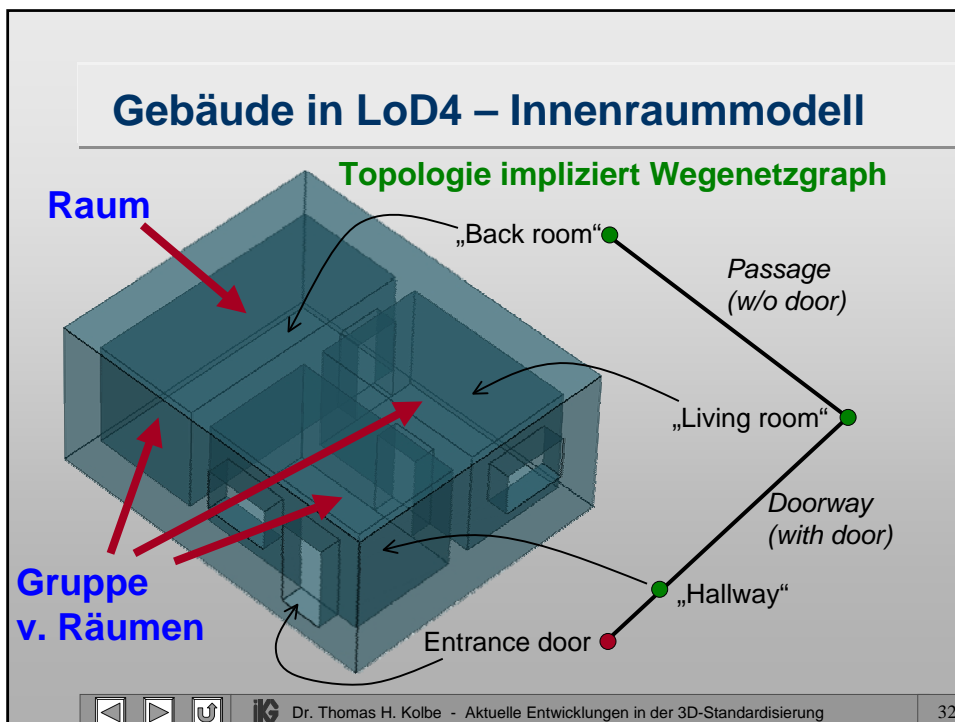 Gebäude in LoD4 – Innenraummodell
Topologie impliziert Wegenetzgraph
Raum
„Back room“
Passage
(w/o door)
„Living room“
Doorway
(with door)
Gruppe
v. Räumen
„Hallway“
Entrance door
ikg Dr. Thomas H. Kolbe - Aktuelle Entwicklungen in der 3D-Standardisierung 32